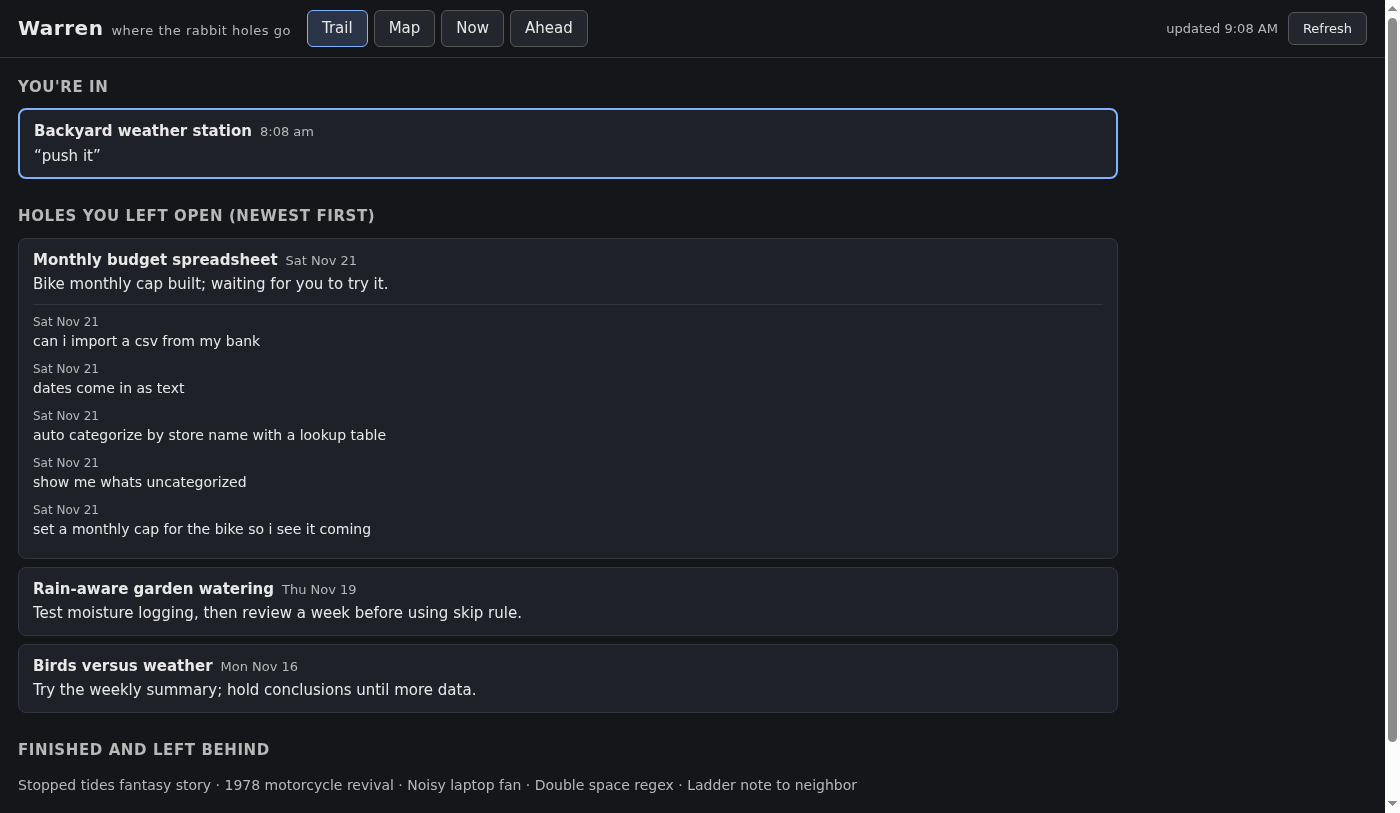 Warren where the rabbit holes go Trail Map Now Ahead updated 9:08 AM Refresh
YOU'RE IN
Backyard weather station 8:08 am
“push it”
HOLES YOU LEFT OPEN (NEWEST FIRST)
Monthly budget spreadsheet Sat Nov 21
Bike monthly cap built; waiting for you to try it.
Sat Nov 21
can i import a csv from my bank
Sat Nov 21
dates come in as text
Sat Nov 21
auto categorize by store name with a lookup table
Sat Nov 21
show me whats uncategorized
Sat Nov 21
set a monthly cap for the bike so i see it coming
Rain-aware garden watering Thu Nov 19
Test moisture logging, then review a week before using skip rule.
Birds versus weather Mon Nov 16
Try the weekly summary; hold conclusions until more data.
FINISHED AND LEFT BEHIND
Stopped tides fantasy story · 1978 motorcycle revival · Noisy laptop fan · Double space regex · Ladder note to neighbor